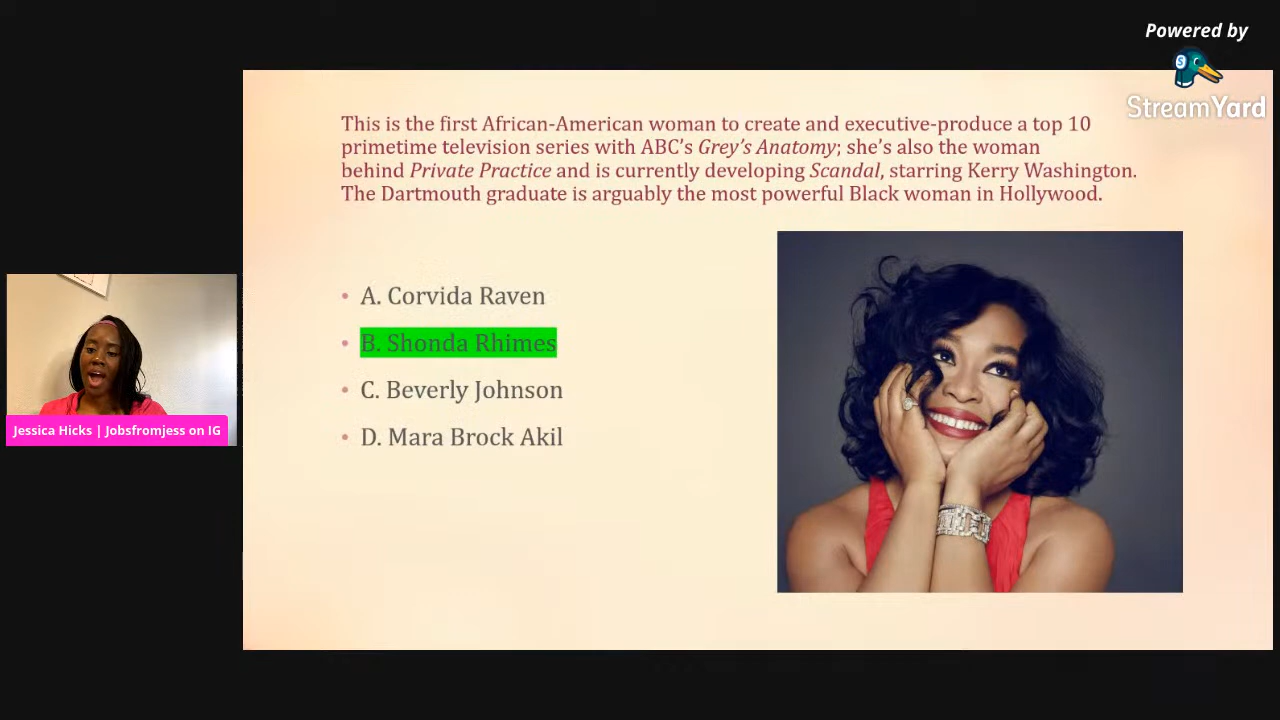 Powered by
StreamYard
This is the first African-American woman to create and executive-produce a top 10
primetime television series with ABC’s Grey’s Anatomy; she’s also the woman
behind Private Practice and is currently developing Scandal, starring Kerry Washington.
The Dartmouth graduate is arguably the most powerful Black woman in Hollywood.
• A. Corvida Raven
• B. Shonda Rhimes
• C. Beverly Johnson
• D. Mara Brock Akil
Jessica Hicks | Jobsfromjess on IG